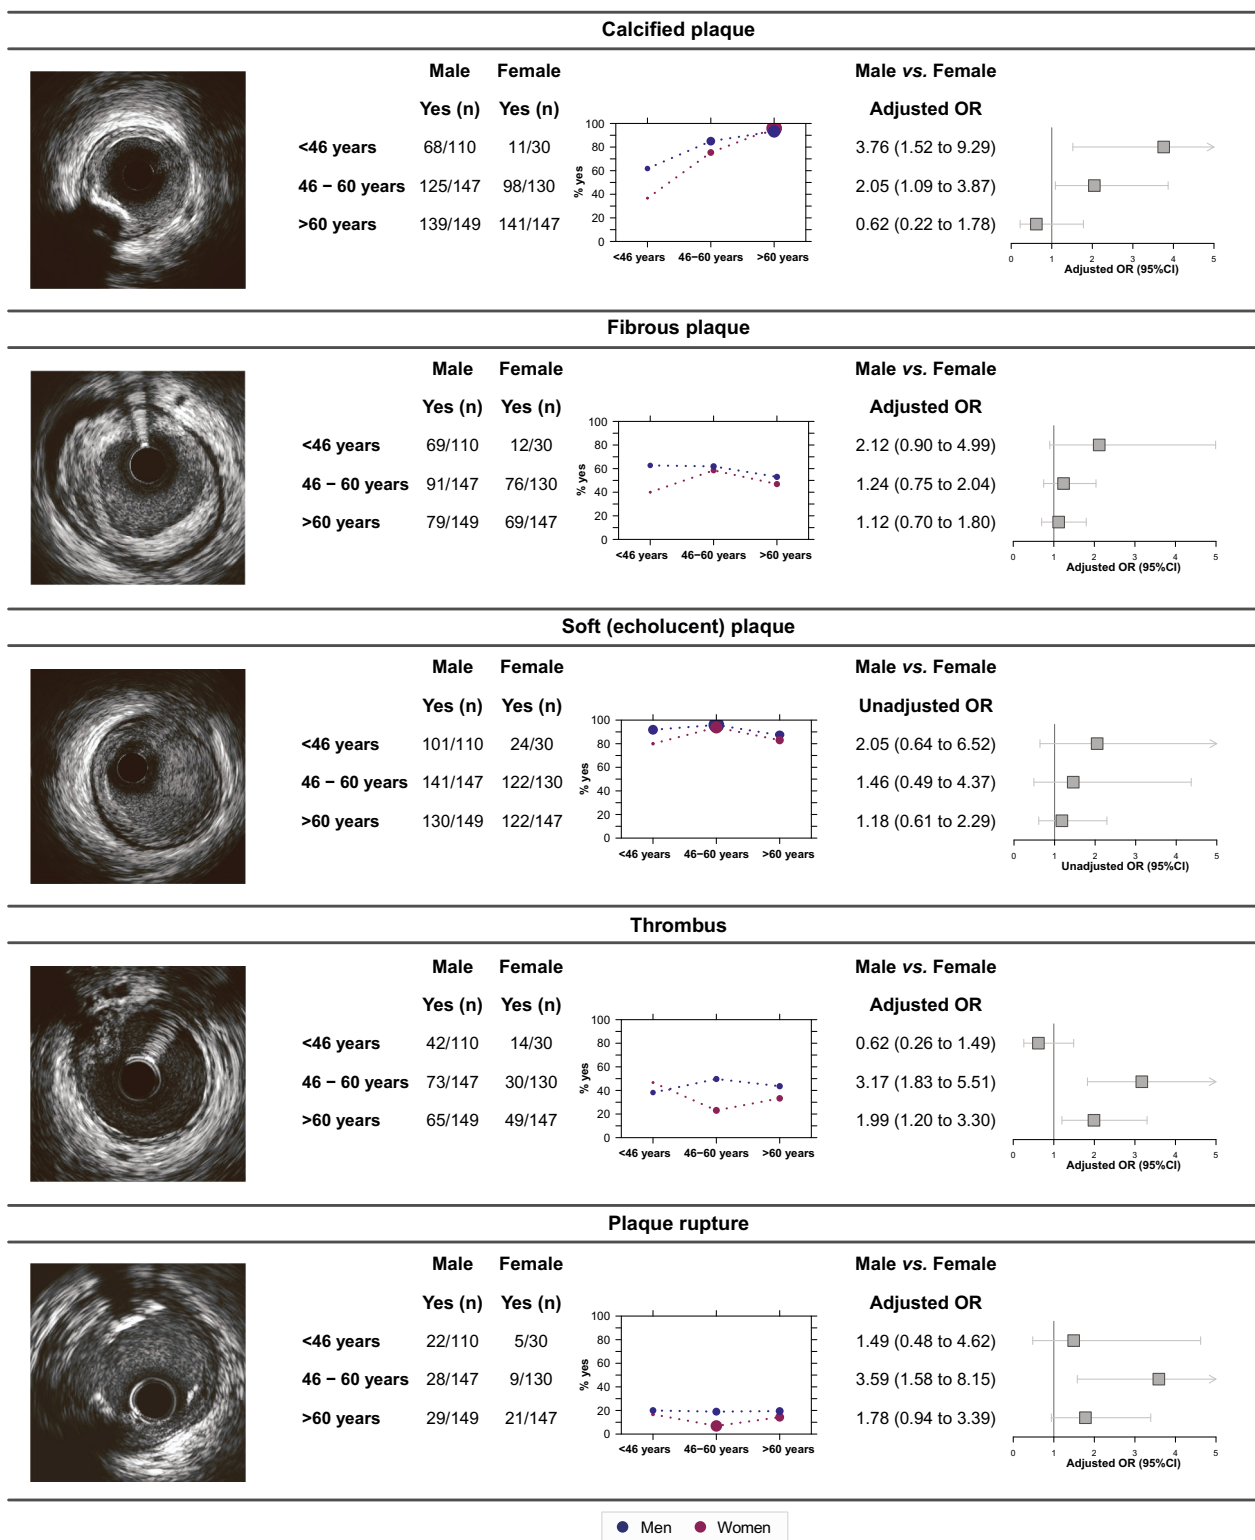 Calcified plaque
Male Female Male vs. Female
Yes (n) Yes (n) Adjusted OR
<46 years 68/110 11/30 3.76 (1.52 to 9.29)
46 – 60 years 125/147 98/130 2.05 (1.09 to 3.87)
>60 years 139/149 141/147 0.62 (0.22 to 1.78)
% yes
100
80
60
40
20
0
<46 years 46–60 years >60 years
0 1 2 3 4 5
Adjusted OR (95%CI)
Fibrous plaque
Male Female Male vs. Female
Yes (n) Yes (n) Adjusted OR
<46 years 69/110 12/30 2.12 (0.90 to 4.99)
46 – 60 years 91/147 76/130 1.24 (0.75 to 2.04)
>60 years 79/149 69/147 1.12 (0.70 to 1.80)
% yes
100
80
60
40
20
0
<46 years 46–60 years >60 years
0 1 2 3 4 5
Adjusted OR (95%CI)
Soft (echolucent) plaque
Male Female Male vs. Female
Yes (n) Yes (n) Unadjusted OR
<46 years 101/110 24/30 2.05 (0.64 to 6.52)
46 – 60 years 141/147 122/130 1.46 (0.49 to 4.37)
>60 years 130/149 122/147 1.18 (0.61 to 2.29)
% yes
100
80
60
40
20
0
<46 years 46–60 years >60 years
0 1 2 3 4 5
Unadjusted OR (95%CI)
Thrombus
Male Female Male vs. Female
Yes (n) Yes (n) Adjusted OR
<46 years 42/110 14/30 0.62 (0.26 to 1.49)
46 – 60 years 73/147 30/130 3.17 (1.83 to 5.51)
>60 years 65/149 49/147 1.99 (1.20 to 3.30)
% yes
100
80
60
40
20
0
<46 years 46–60 years >60 years
0 1 2 3 4 5
Adjusted OR (95%CI)
Plaque rupture
Male Female Male vs. Female
Yes (n) Yes (n) Adjusted OR
<46 years 22/110 5/30 1.49 (0.48 to 4.62)
46 – 60 years 28/147 9/130 3.59 (1.58 to 8.15)
>60 years 29/149 21/147 1.78 (0.94 to 3.39)
% yes
100
80
60
40
20
0
<46 years 46–60 years >60 years
0 1 2 3 4 5
Adjusted OR (95%CI)
Men Women